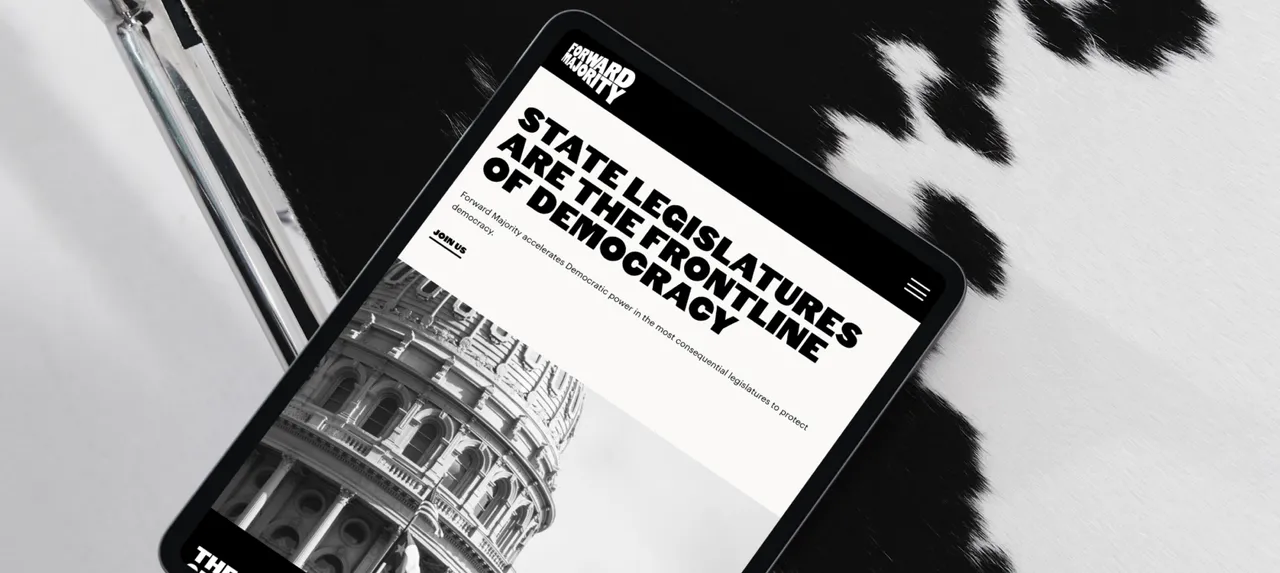 FORWARD
MAJORITY
STATE LEGISLATURES
ARE THE FRONTLINE
OF DEMOCRACY
Forward Majority accelerates Democratic power in the most consequential legislatures to protect
democracy.
JOIN US